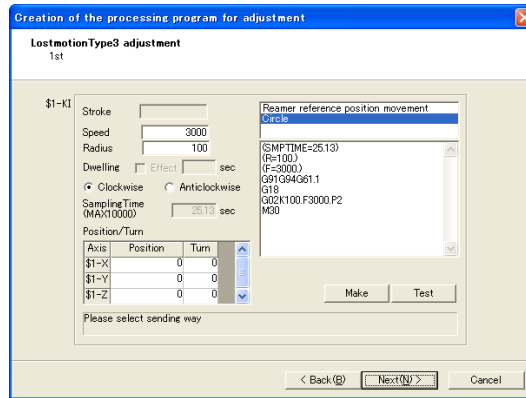 Creation of the processing program for adjustment
LostmotionType3 adjustment
1st
$1-KI
Stroke
Speed 3000
Radius 100
Dwelling Effect sec
Clockwise Anticlockwise
SamplingTime
(MAX10000) 25.13 sec
Position/Turn
Axis Position Turn
$1-X 0 0
$1-Y 0 0
$1-Z 0 0
Reamer reference position movement
Circle
(SMPTIME=25.13)
(R=100.)
(F=3000.)
G91G94G61.1
G18
G02K100.F3000.P2
M30
Make Test
Please select sending way
< Back(B) Next(N) > Cancel